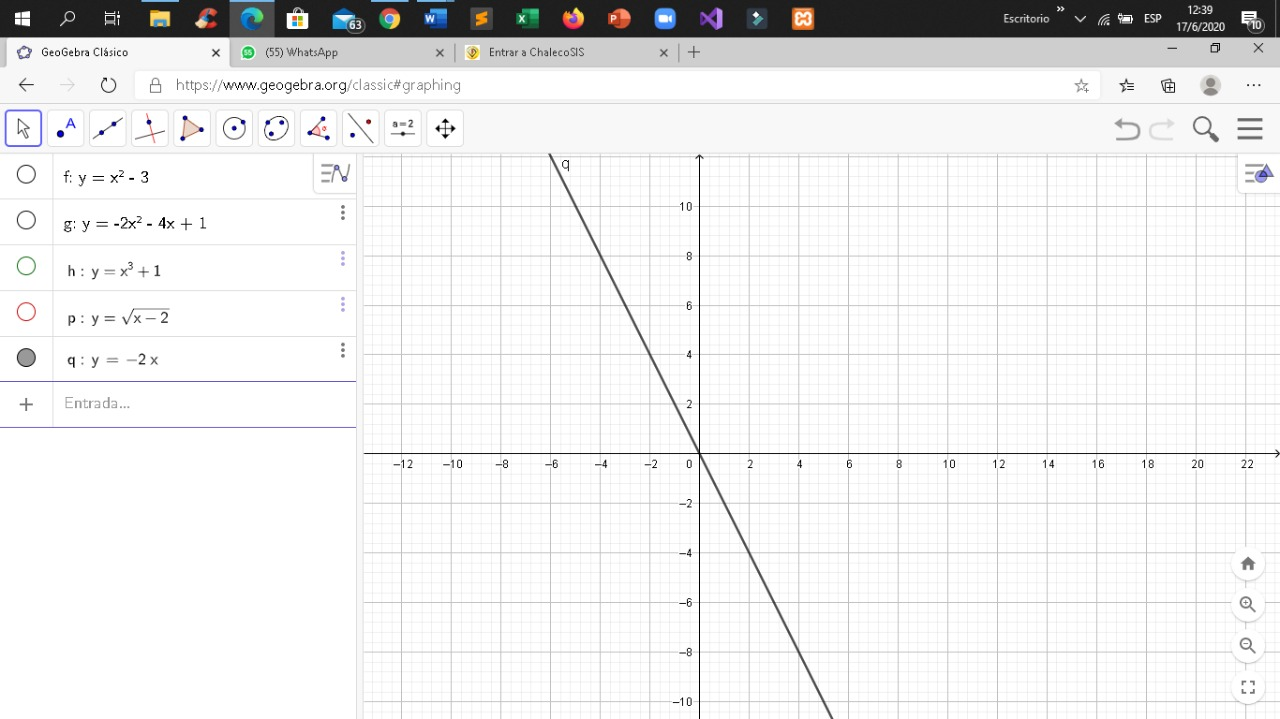 63
Escritorio
»
ESP
12:39
17/6/2020
10
GeoGebra Clásico
(55) WhatsApp
Entrar a ChalecoSIS
https://www.geogebra.org/classic#graphing
A
a=2
f: y = x² - 3
g: y = -2x² - 4x + 1
h : y = x³ + 1
p : y = √x − 2
q : y = −2 x
+ Entrada...
q
10
8
6
4
2
−12 −10 −8 −6 −4 −2 0 2 4 6 8 10 12 14 16 18 20 22
−2
−4
−6
−8
−10